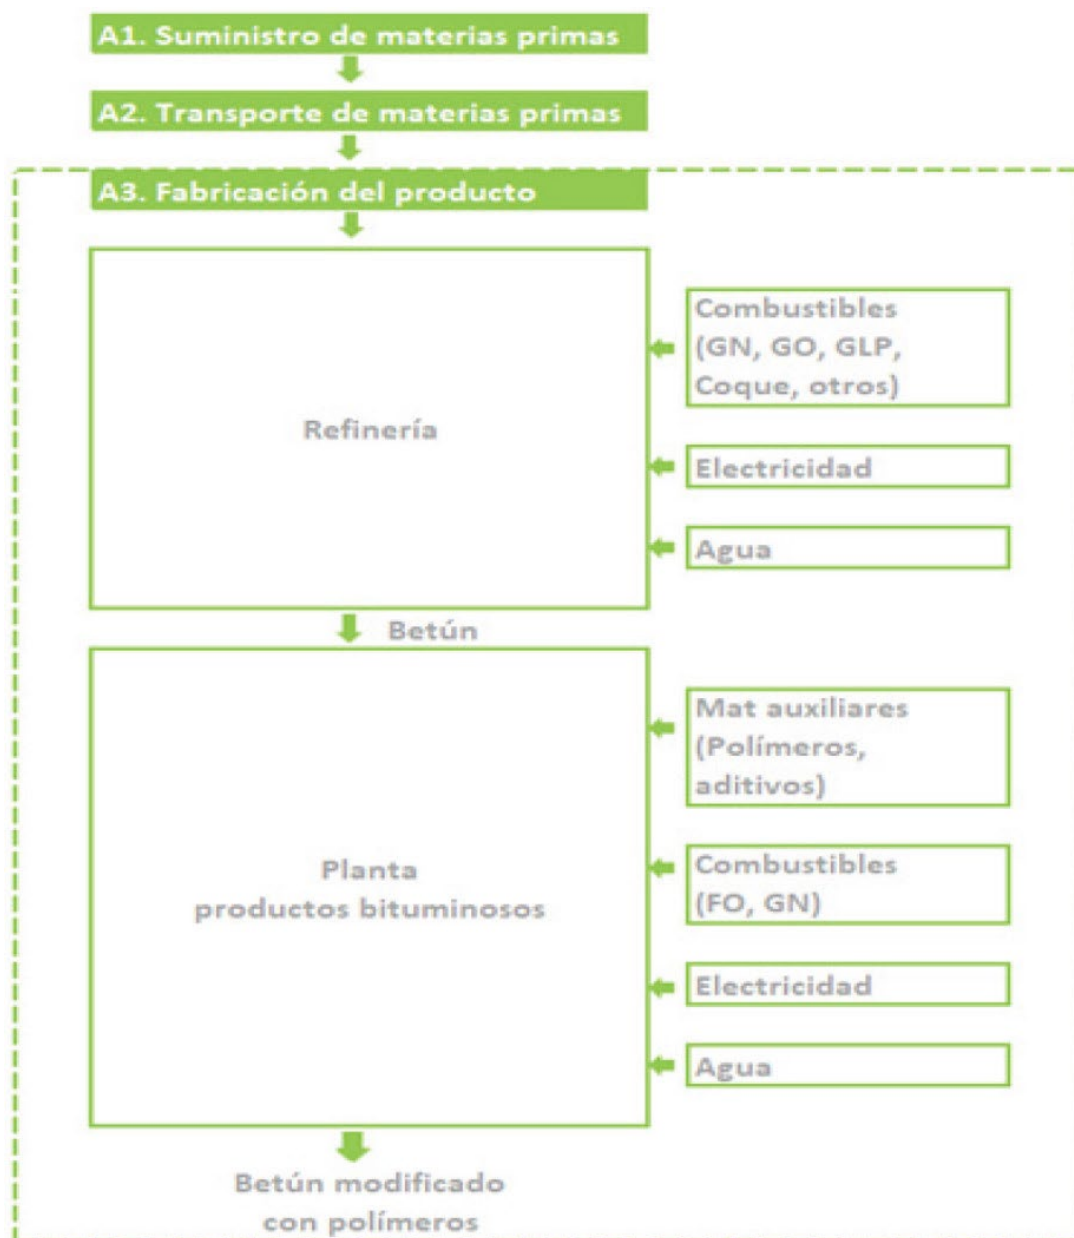 A1. Suministro de materias primas
A2. Transporte de materias primas
A3. Fabricación del producto
Refinería
Combustibles
(GN, GO, GLP,
Coque, otros)
Electricidad
Agua
Betún
Planta
productos bituminosos
Mat auxiliares
(Polímeros,
aditivos)
Combustibles
(FO, GN)
Electricidad
Agua
Betún modificado
con polímeros